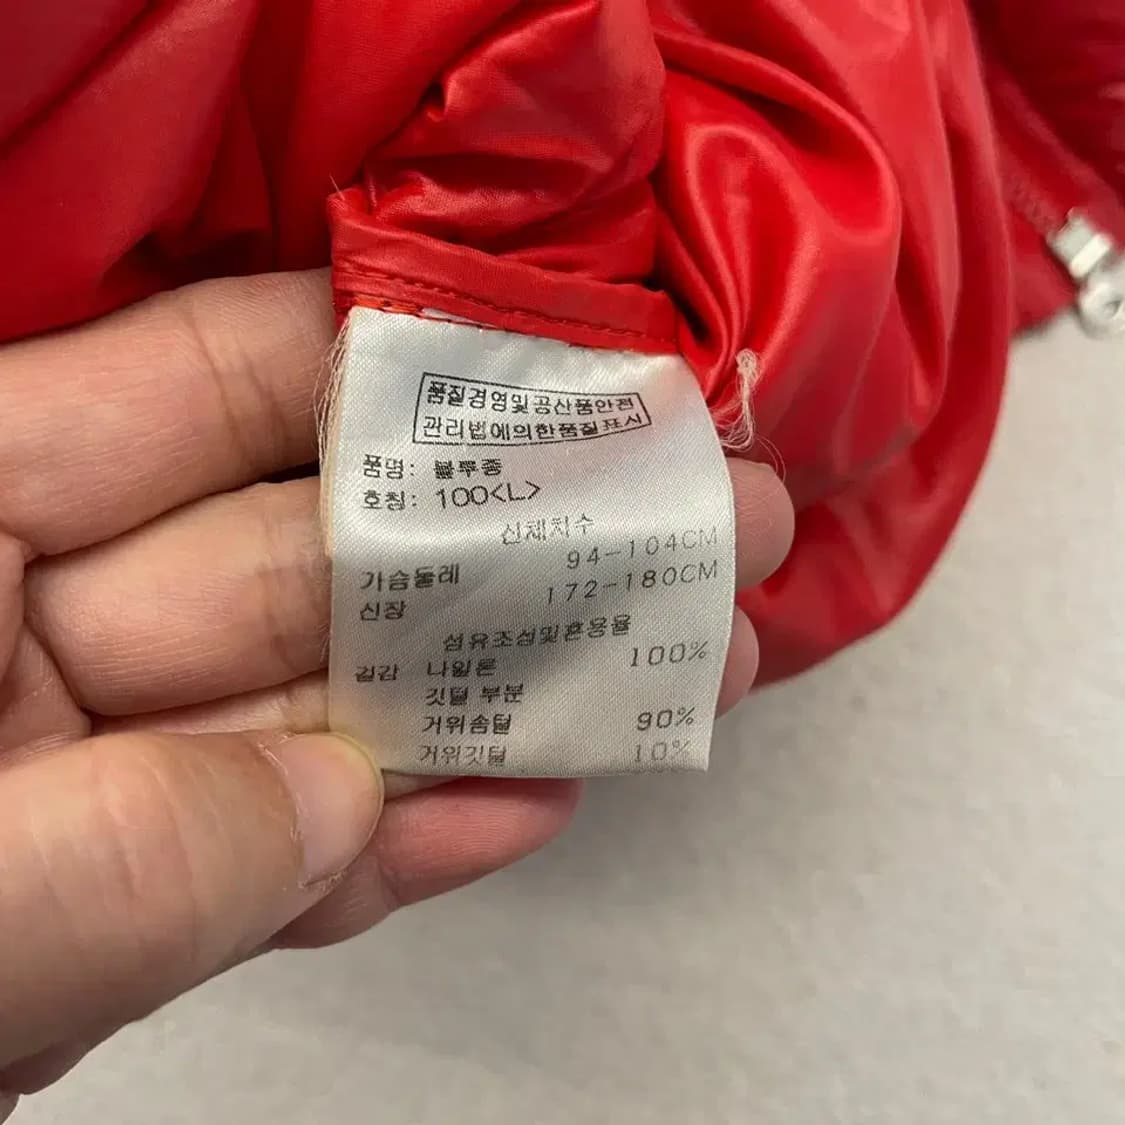 품질경영및공산품안전
관리법에의한품질표시
품명: 블루종
호칭: 100<L>
신체치수
가슴둘레 94-104CM
신장 172-180CM
섬유조성및혼용율
겉감 나일론 100%
깃털 부분
거위솜털 90%
거위깃털 10%